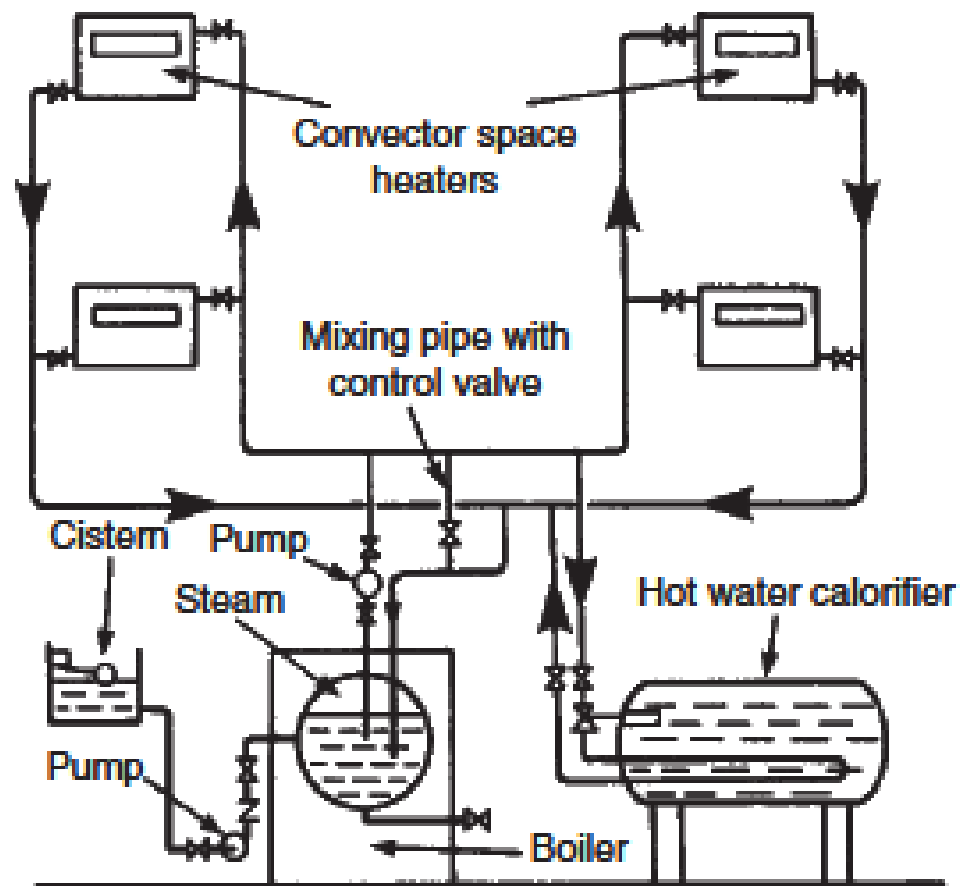 Convector space
heaters
Mixing pipe with
control valve
Cistern
Pump
Steam
Hot water calorifier
Pump
Boiler